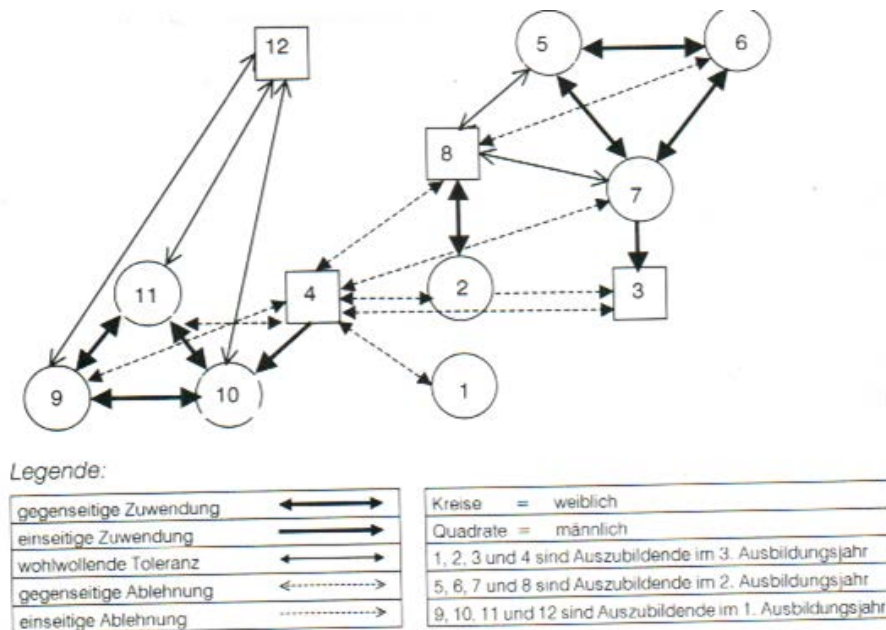 12
5
6
8
7
11
4
2
3
9
10
1
Legende:
gegenseitige Zuwendung
einseitige Zuwendung
wohlwollende Toleranz
gegenseitige Ablehnung
einseitige Ablehnung
Kreise = weiblich
Quadrate = männlich
1, 2, 3 und 4 sind Auszubildende im 3. Ausbildungsjahr
5, 6, 7 und 8 sind Auszubildende im 2. Ausbildungsjahr
9, 10, 11 und 12 sind Auszubildende im 1. Ausbildungsjahr